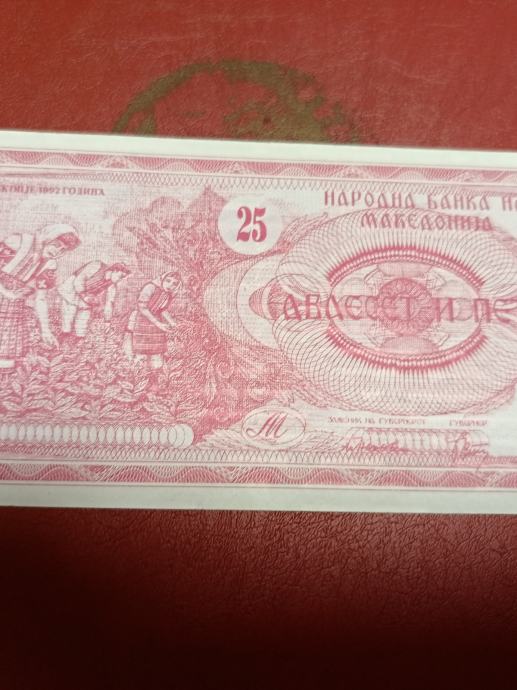 СКОПЈЕ, 1992 ГОДИНА
25
НАРОДНА БАНКА НА
МАКЕДОНИЈА
ДВАЕСЕТ И ПЕ
М
ЗАМЕНИК НА ГУВЕРНЕРОТ ГУВЕРНЕР